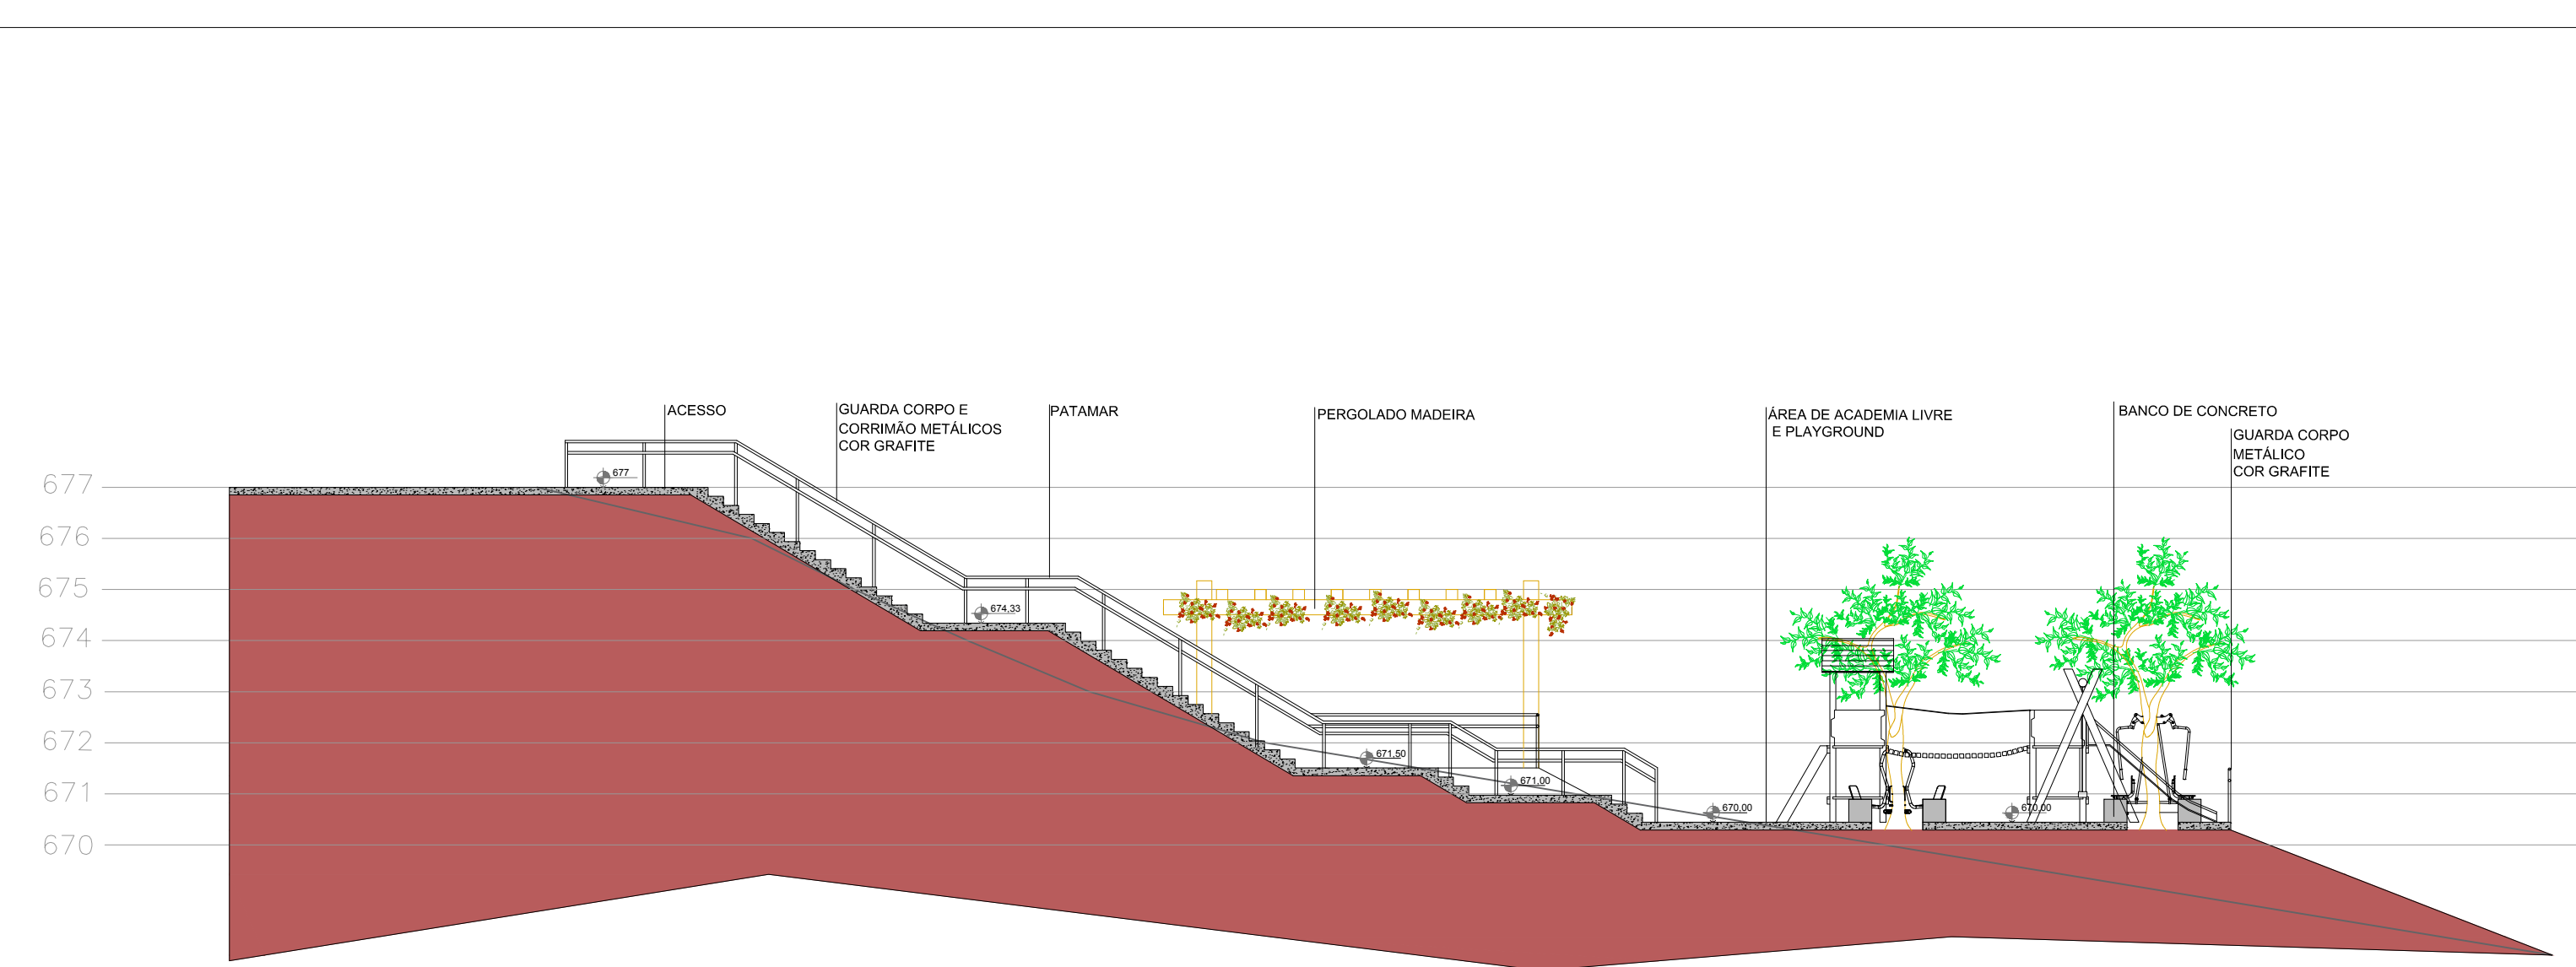 ACESSO
GUARDA CORPO E
CORRIMÃO METÁLICOS
COR GRAFITE
PATAMAR
PERGOLADO MADEIRA
ÁREA DE ACADEMIA LIVRE
E PLAYGROUND
BANCO DE CONCRETO
GUARDA CORPO
METÁLICO
COR GRAFITE
677
676
675
674
673
672
671
670
677
674,33
671,50
671,00
670,00
670,00